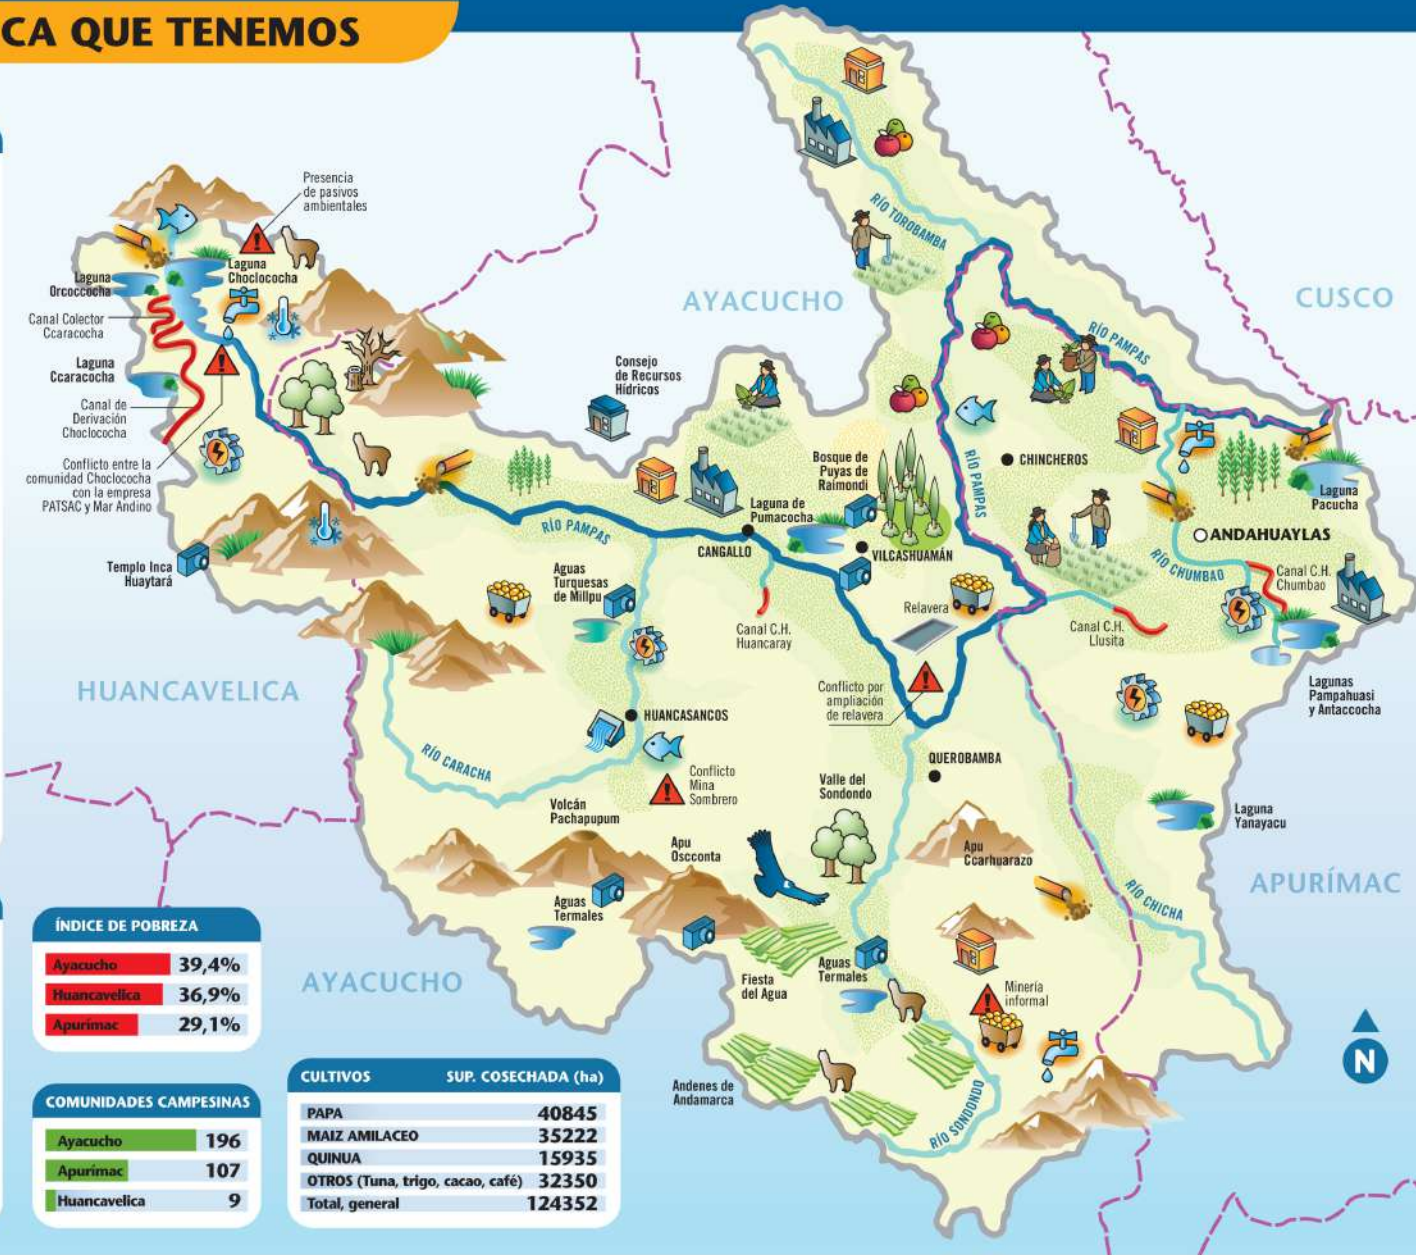 CA QUE TENEMOS
Presencia
de pasivos
ambientales
Laguna
Orcoccocha
Laguna
Choclococha
Canal Colector
Ccaracocha
Laguna
Ccaracocha
Canal de
Derivación
Choclococha
Conflicto entre la
comunidad Choclococha
con la empresa
PATSAC y Mar Andino
Templo Inca
Huaytará
HUANCAVELICA
AYACUCHO
CUSCO
RÍO TOROBAMBA
RÍO PAMPAS
Consejo
de Recursos
Hídricos
Bosque de
Puyas de
Raimondi
RÍO PAMPAS
CHINCHEROS
Laguna
Pacucha
Laguna de
Pumacocha
RÍO PAMPAS
CANGALLO
VILCASHUAMÁN
ANDAHUAYLAS
RÍO CHUMBAO
Canal C.H.
Chumbao
Aguas
Turquesas
de Millpu
Relavera
Canal C.H.
Huancaray
Canal C.H.
Llusita
Conflicto por
ampliación
de relavera
Lagunas
Pampahuasi
y Antaccocha
HUANCASANCOS
RÍO CARACHA
Conflicto
Mina
Sombrero
QUEROBAMBA
Valle del
Sondondo
Volcán
Pachapupum
Laguna
Yanayacu
Apu
Oscconta
Apu
Ccarhuarazo
APURÍMAC
RÍO CHICHA
Aguas
Termales
AYACUCHO
Fiesta
del Agua
Aguas
Termales
Minería
informal
Andenes de
Andamarca
RÍO SONDONDO
N
ÍNDICE DE POBREZA
Ayacucho 39,4%
Huancavelica 36,9%
Apurímac 29,1%
COMUNIDADES CAMPESINAS
Ayacucho 196
Apurímac 107
Huancavelica 9
CULTIVOS SUP. COSECHADA (ha)
PAPA 40845
MAIZ AMILACEO 35222
QUINUA 15935
OTROS (Tuna, trigo, cacao, café) 32350
Total, general 124352